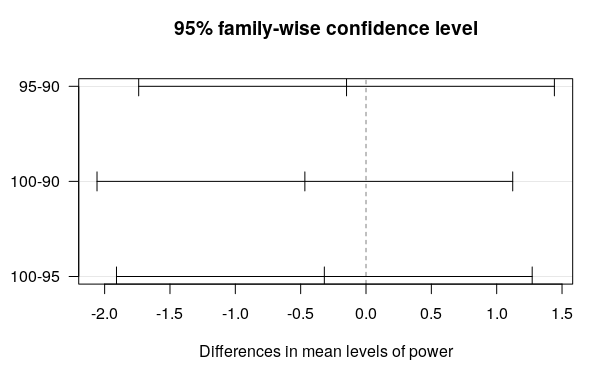 95% family-wise confidence level
95-90
100-90
100-95
-2.0 -1.5 -1.0 -0.5 0.0 0.5 1.0 1.5
Differences in mean levels of power